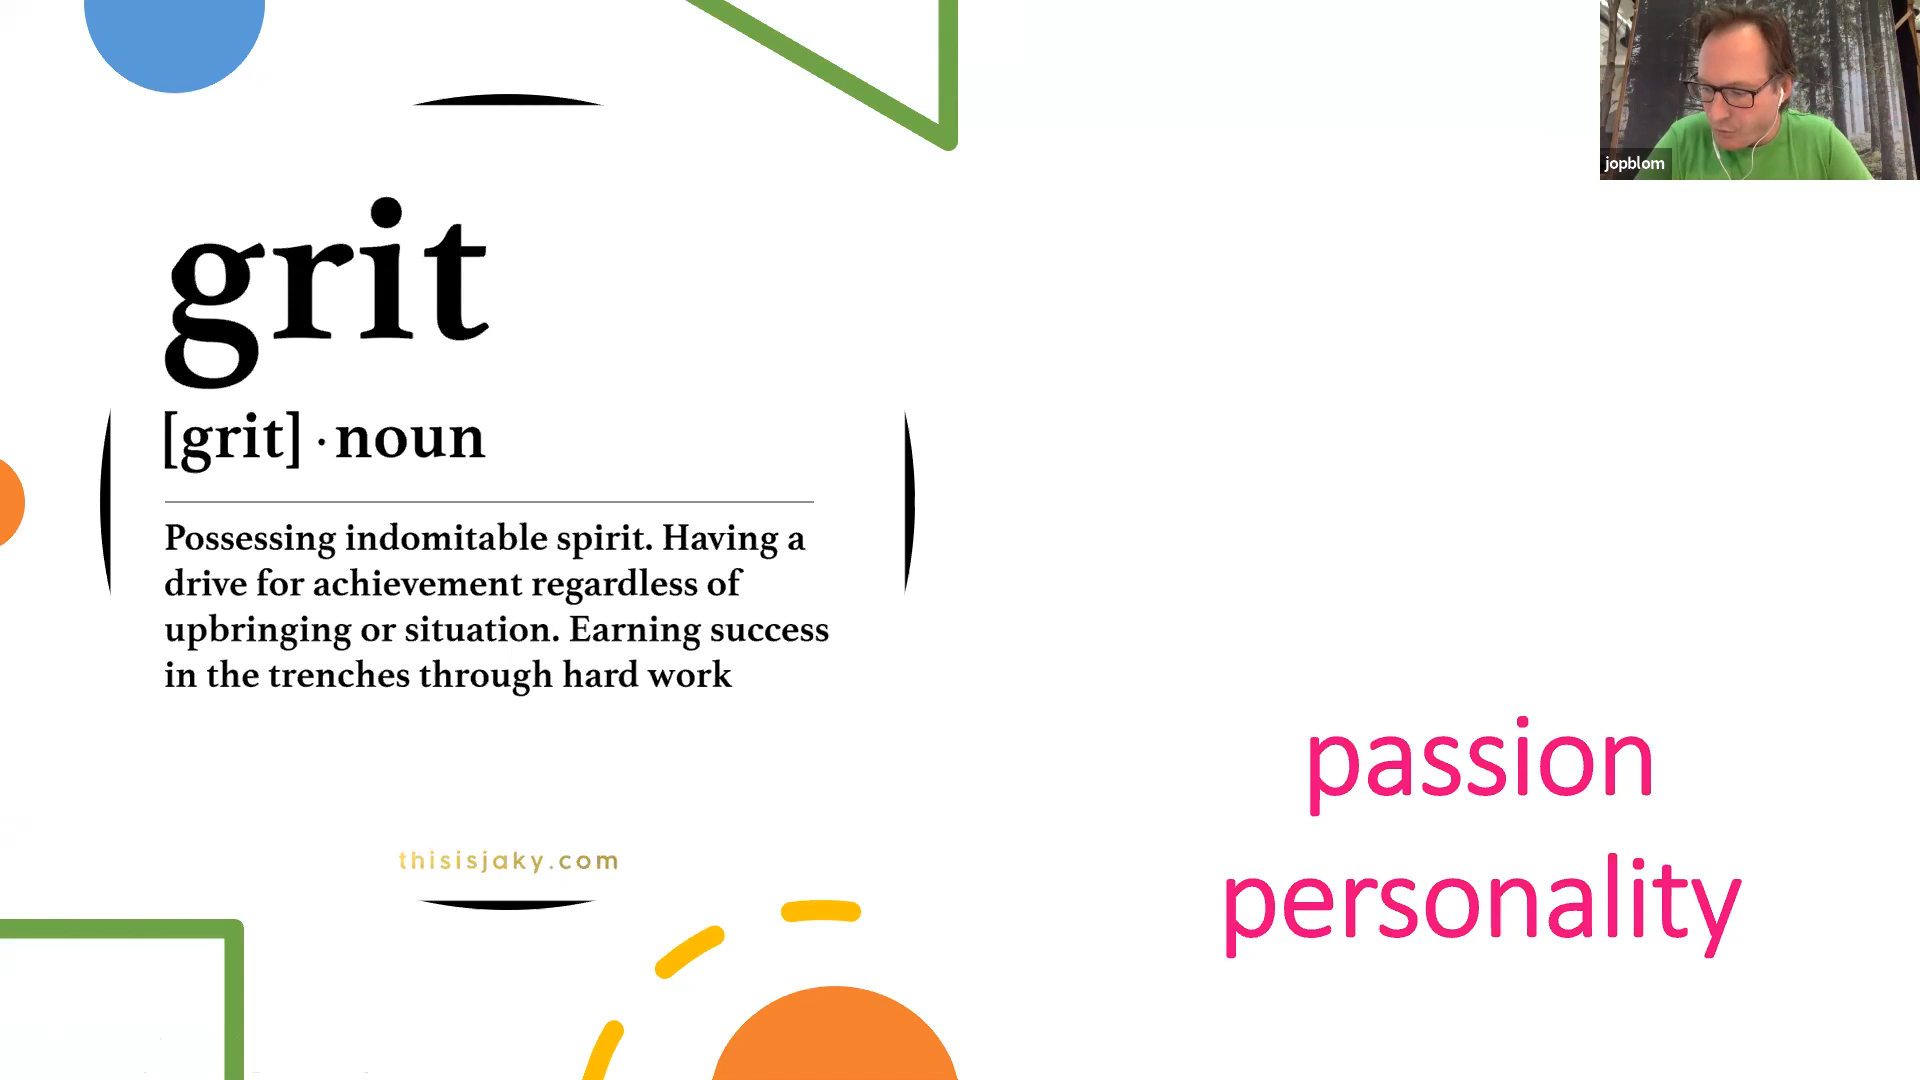 jopblom
grit
[grit] · noun
Possessing indomitable spirit. Having a
drive for achievement regardless of
upbringing or situation. Earning success
in the trenches through hard work
thisisjaky.com
passion
personality